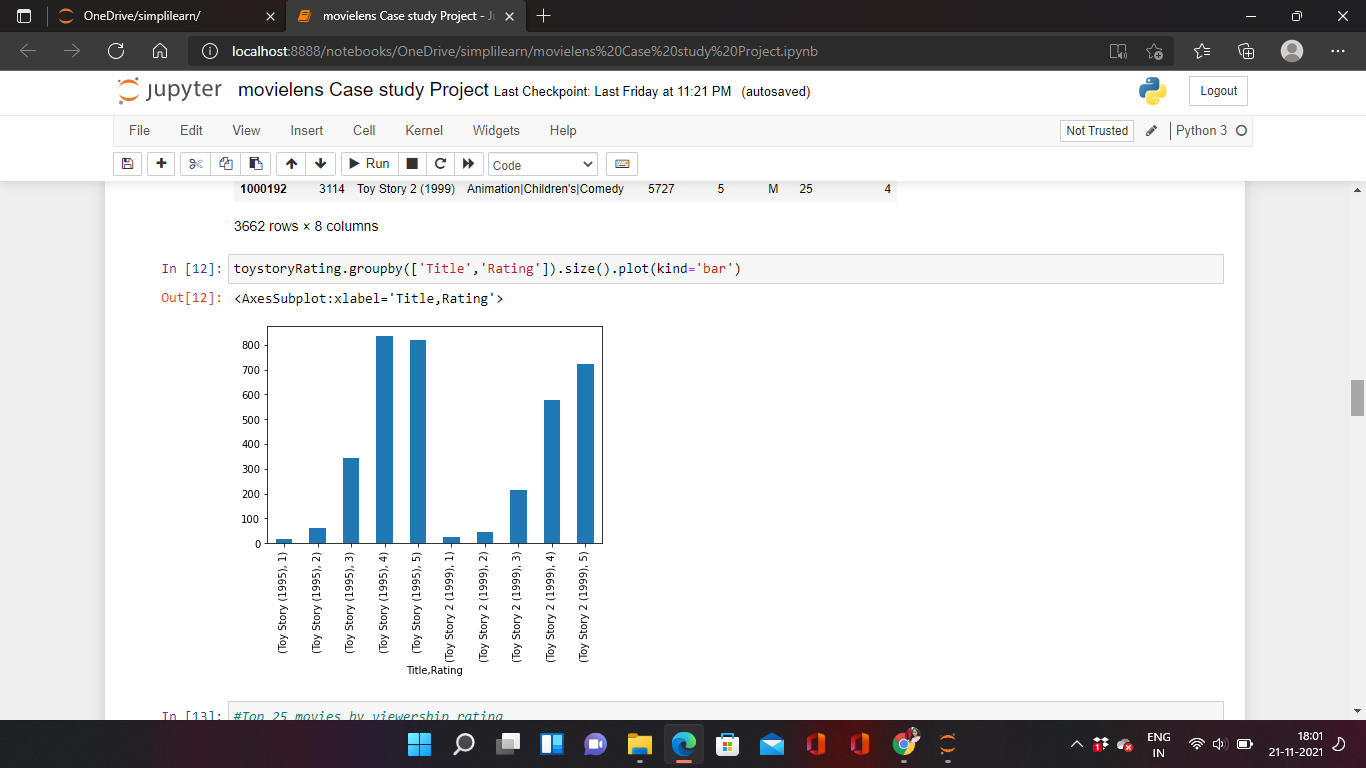 OneDrive/simplilearn/
movielens Case study Project - Ju
localhost:8888/notebooks/OneDrive/simplilearn/movielens%20Case%20study%20Project.ipynb
jupyter movielens Case study Project Last Checkpoint: Last Friday at 11:21 PM (autosaved)
Logout
File Edit View Insert Cell Kernel Widgets Help
Not Trusted Python 3
Run Code
1000192 3114 Toy Story 2 (1999) Animation|Children's|Comedy 5727 5 M 25 4
3662 rows × 8 columns
In [12]: toystoryRating.groupby(['Title','Rating']).size().plot(kind='bar')
Out[12]: <AxesSubplot:xlabel='Title,Rating'>
800
700
600
500
400
300
200
100
0
(Toy Story (1995), 1)
(Toy Story (1995), 2)
(Toy Story (1995), 3)
(Toy Story (1995), 4)
(Toy Story (1995), 5)
(Toy Story 2 (1999), 1)
(Toy Story 2 (1999), 2)
(Toy Story 2 (1999), 3)
(Toy Story 2 (1999), 4)
(Toy Story 2 (1999), 5)
Title,Rating
In [13]: #Top 25 movies by viewership rating
1
ENG
IN
18:01
21-11-2021